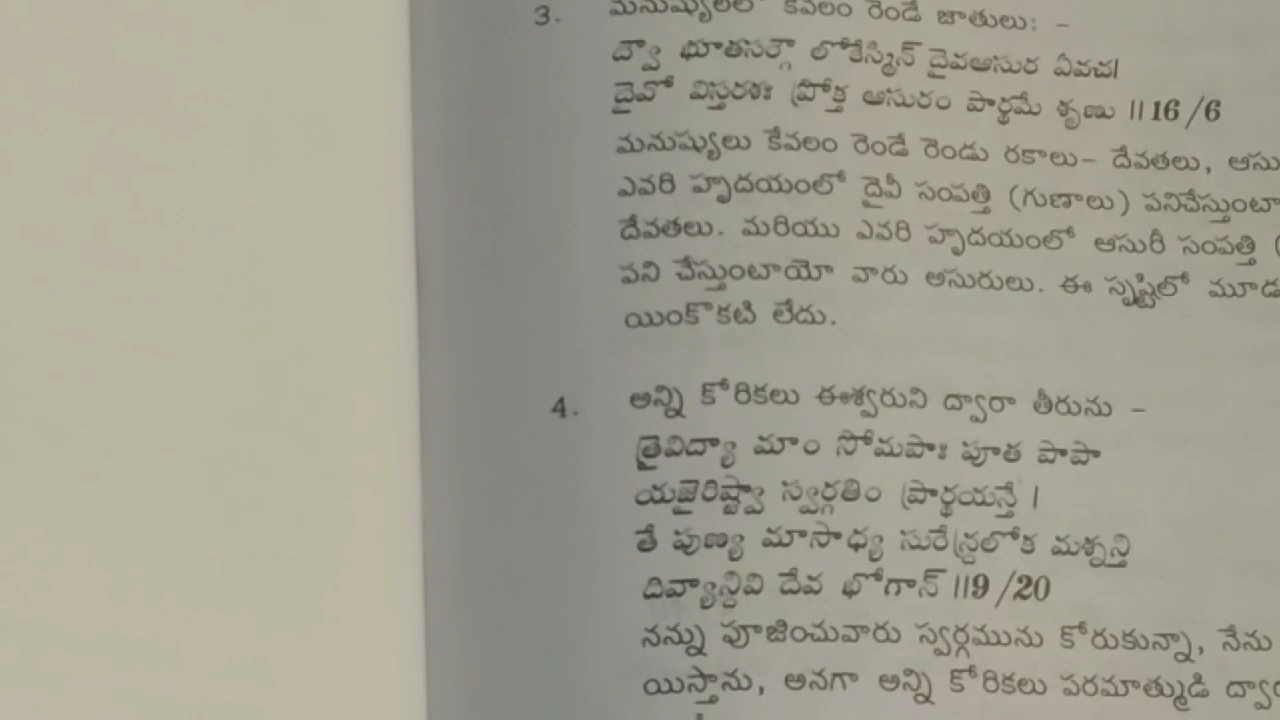 3. మనుష్యులలో కేవలం రెండే జాతులు: –
ద్వౌ భూతసర్గౌ లోకేస్మిన్ దైవఆసుర ఏవచ।
దైవో విస్తరశః ప్రోక్త ఆసురం పార్థమే శృణు ॥ 16/6
మనుష్యులు కేవలం రెండే రెండు రకాలు– దేవతలు,
ఎవరి హృదయంలో దైవీ సంపత్తి (గుణాలు)
దేవతలు. మరియు ఎవరి హృదయంలో ఆసురీ సంపత్తి (
పని చేస్తుంటాయో వారు అసురులు. ఈ సృష్టిలో
యింకొకటి లేదు.
4. అన్ని కోరికలు ఈశ్వరుని ద్వారా తీరును –
త్రైవిద్యా మాం సోమపాః పూత పాపా
యజ్ఞైరిష్ట్వా స్వర్గతిం ప్రార్థయన్తే ।
తే పుణ్య మాసాధ్య సురేన్ద్రలోక మశ్నన్తి
దివ్యాన్దివి దేవ భోగాన్ ॥9/20
నన్ను పూజించువారు స్వర్గమును కోరుకున్నా, నేను
యిస్తాను, అనగా అన్ని కోరికలు పరమాత్ముడి